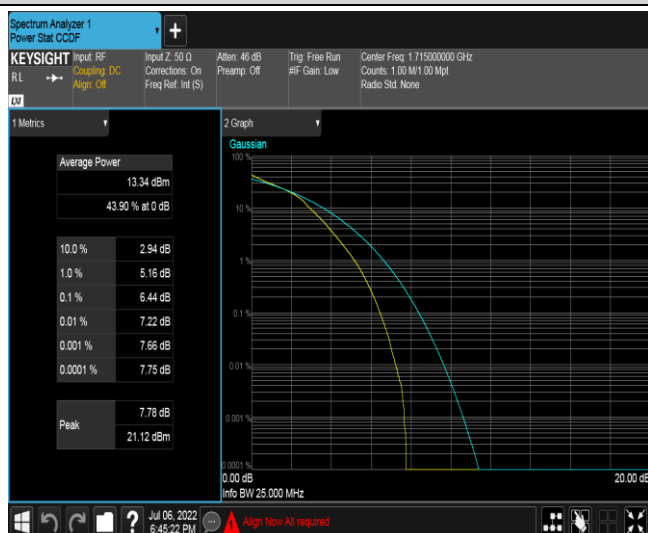 Spectrum Analyzer 1
Power Stat CCDF
KEYSIGHT
RL
LXI
Input: RF
Coupling: DC
Align: Off
Input Z: 50 Ω
Corrections: On
Freq Ref: Int (S)
Atten: 46 dB
Preamp: Off
Trig: Free Run
#IF Gain: Low
Center Freq: 1.715000000 GHz
Counts: 1.00 M/1.00 Mpt
Radio Std: None
1 Metrics
Average Power
13.34 dBm
43.90 % at 0 dB
10.0 % 2.94 dB
1.0 % 5.16 dB
0.1 % 6.44 dB
0.01 % 7.22 dB
0.001 % 7.66 dB
0.0001 % 7.75 dB
Peak
7.78 dB
21.12 dBm
2 Graph
Gaussian
100 %
10 %
1 %
0.1 %
0.01 %
0.001 %
0.0001 %
0.00 dB
20.00 dB
Info BW 25.000 MHz
?
Jul 06, 2022
6:45:22 PM
Align Now All required